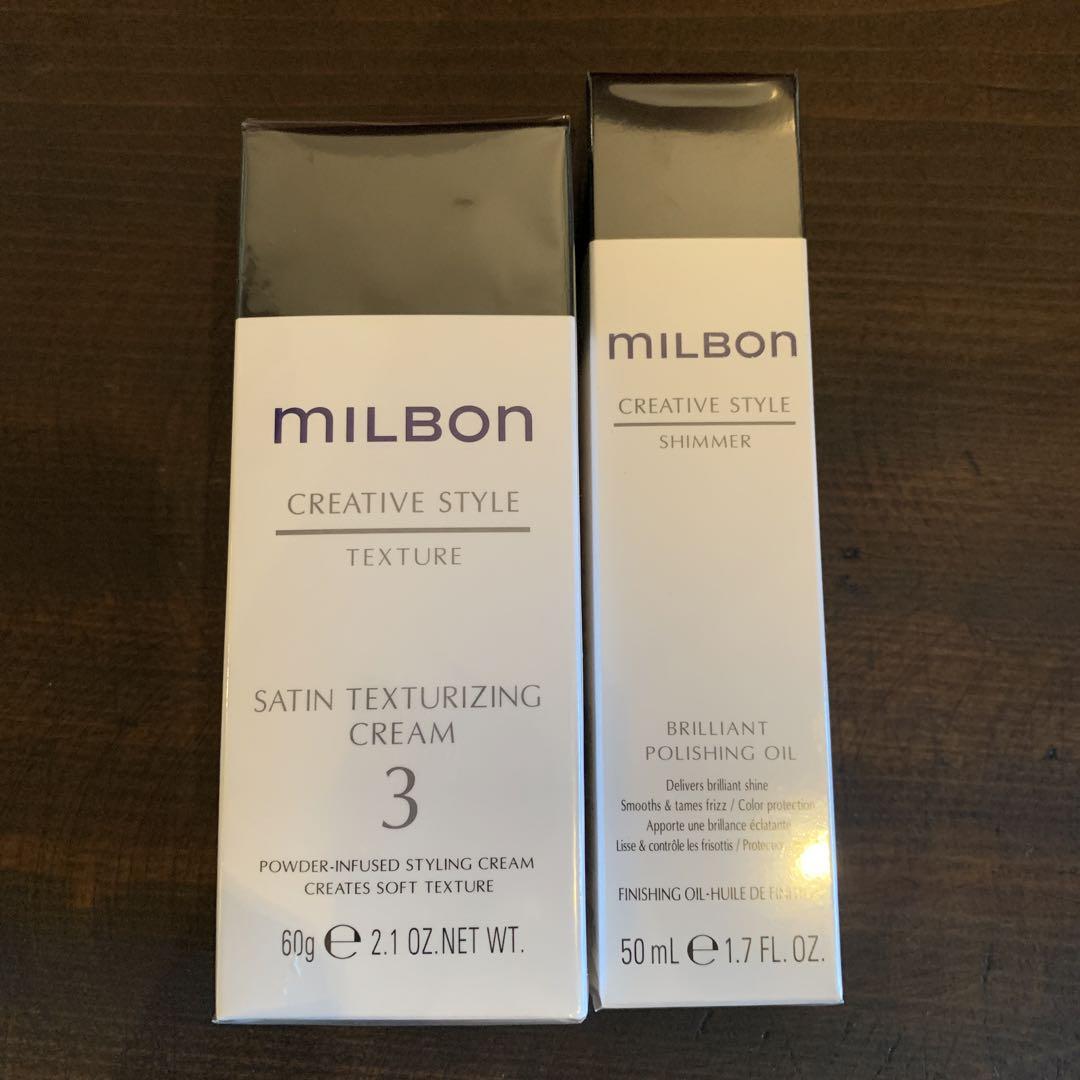 mILBon
CREATIVE STYLE
TEXTURE
SATIN TEXTURIZING
CREAM
3
POWDER-INFUSED STYLING CREAM
CREATES SOFT TEXTURE
60g ℮ 2.1 OZ.NET WT.
mILBon
CREATIVE STYLE
SHIMMER
BRILLIANT
POLISHING OIL
Delivers brilliant shine
Smooths & tames frizz / Color protection
Apporte une brillance éclatante
Lisse & contrôle les frisottis /
FINISHING OIL-HUILE DE
50 mL ℮ 1.7 FL. OZ.